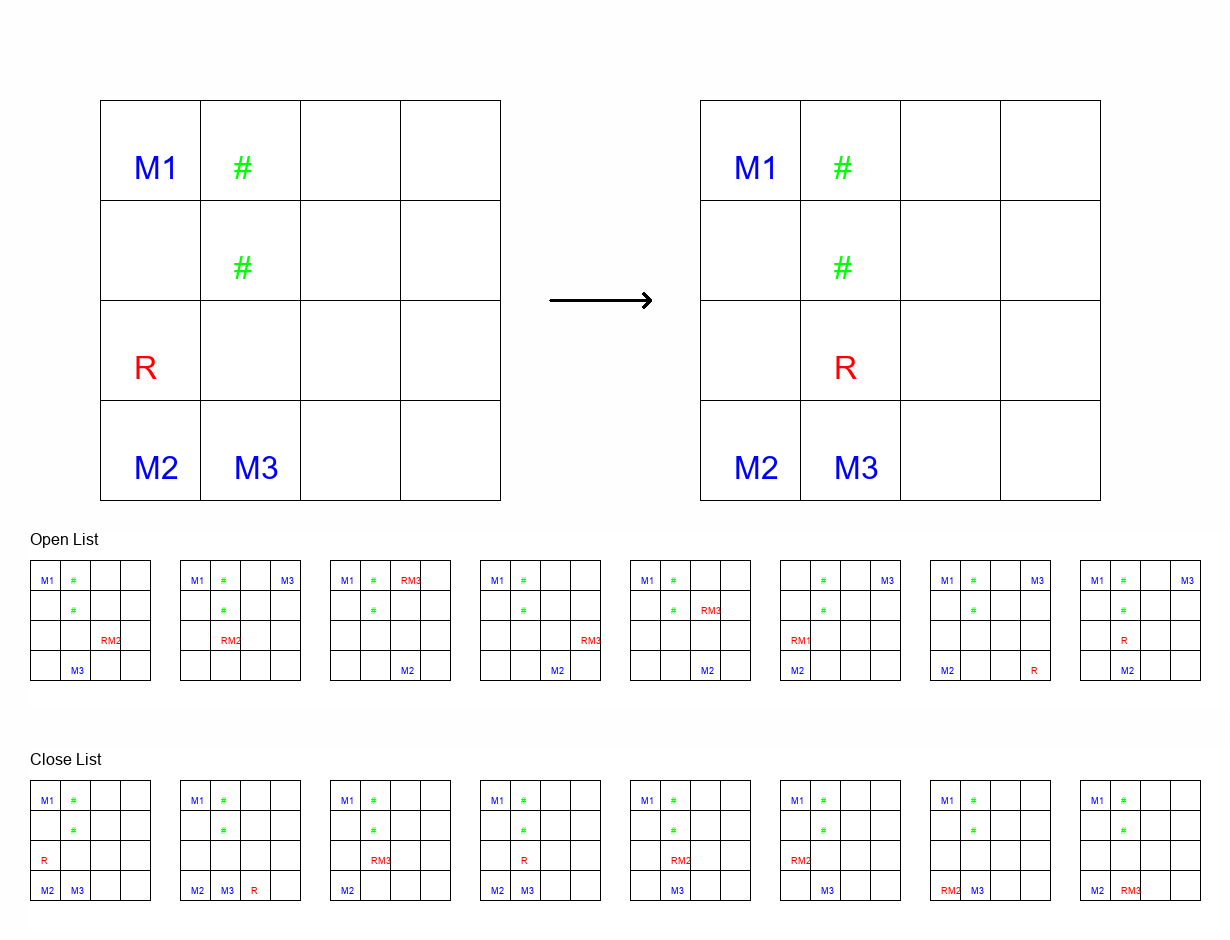 M1 # M1 #
# #
R R
M2 M3 M2 M3
Open List
M1 # M1 # M3 M1 # RM3 M1 # M1 # # M3 M1 # M3 M1 # M3
# # # # # RM3 # # #
RM2 RM2 RM3 RM1 R
M3 M2 M2 M2 M2 M2 R M2
Close List
M1 # M1 # M1 # M1 # M1 # M1 # M1 # M1 #
# # # # # # # #
R RM3 R RM2 RM2
M2 M3 M2 M3 R M2 M2 M3 M3 M3 RM2 M3 M2 RM3